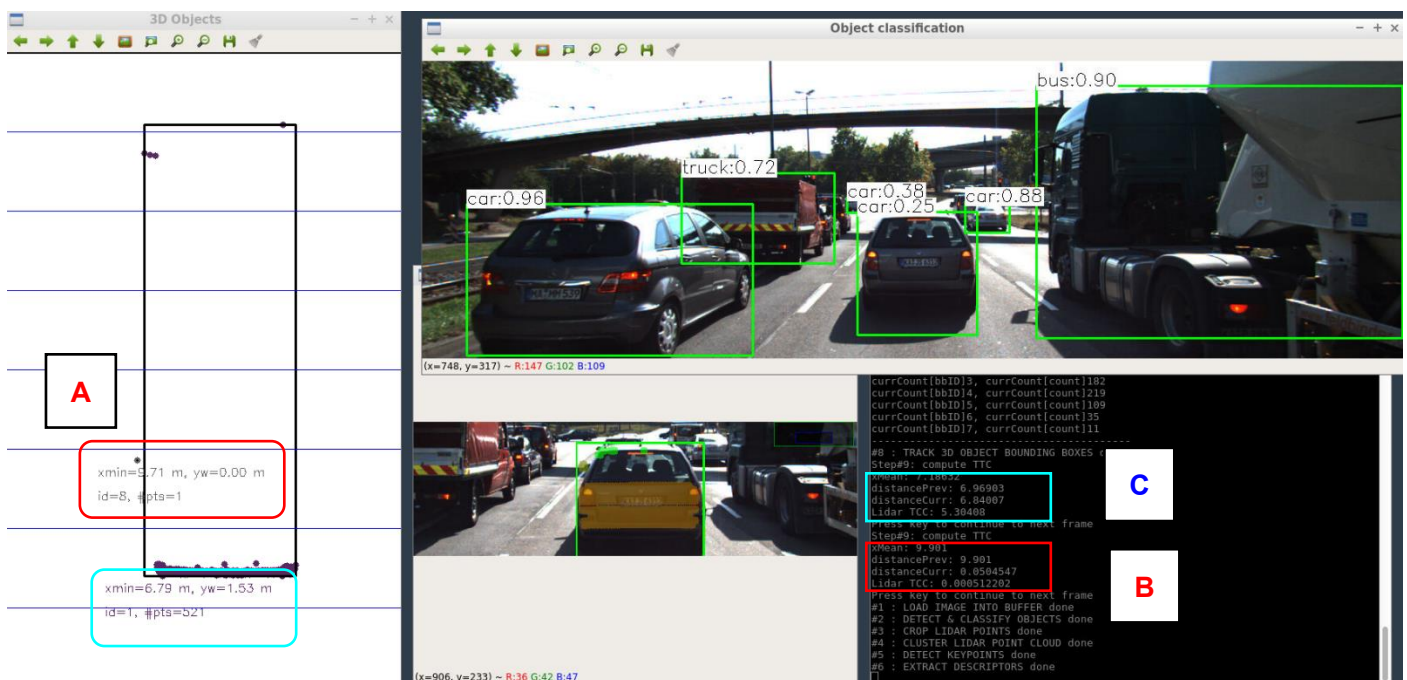 3D Objects
A
xmin=9.71 m, yw=0.00 m
id=8, #pts=1
xmin=6.79 m, yw=1.53 m
id=1, #pts=521
Object classification
bus:0.90
truck:0.72
car:0.38
car:0.88
car:0.96
car:0.25
(x=748, y=317) ~ R:147 G:102 B:109
currCount[bbID]3, currCount[count]182
currCount[bbID]4, currCount[count]219
currCount[bbID]5, currCount[count]109
currCount[bbID]6, currCount[count]35
currCount[bbID]7, currCount[count]11
#8 : TRACK 3D OBJECT BOUNDING BOXES
Step#9: compute TTC
xMean: 7.18632
distancePrev: 6.96903
distanceCurr: 6.84007
Lidar TCC: 5.30408
Press key to continue to next frame
Step#9: compute TTC
xMean: 9.901
distancePrev: 9.901
distanceCurr: 0.0504547
Lidar TCC: 0.000512202
Press key to continue to next frame
#1 : LOAD IMAGE INTO BUFFER done
#2 : DETECT & CLASSIFY OBJECTS done
#3 : CROP LIDAR POINTS done
#4 : CLUSTER LIDAR POINT CLOUD done
#5 : DETECT KEYPOINTS done
#6 : EXTRACT DESCRIPTORS done
C
B
(x=906, y=233) ~ R:36 G:42 B:47